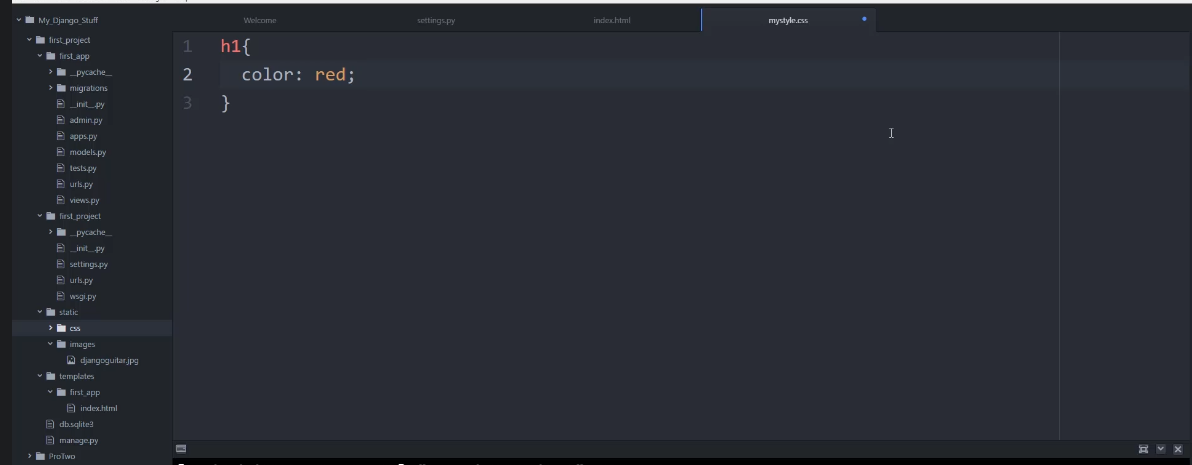 My_Django_Stuff
first_project
first_app
__pycache__
migrations
__init__.py
admin.py
apps.py
models.py
tests.py
urls.py
views.py
first_project
__pycache__
__init__.py
settings.py
urls.py
wsgi.py
static
css
images
djangoguitar.jpg
templates
first_app
index.html
db.sqlite3
manage.py
ProTwo
Welcome settings.py index.html mystyle.css
1 h1{
2 color: red;
3 }